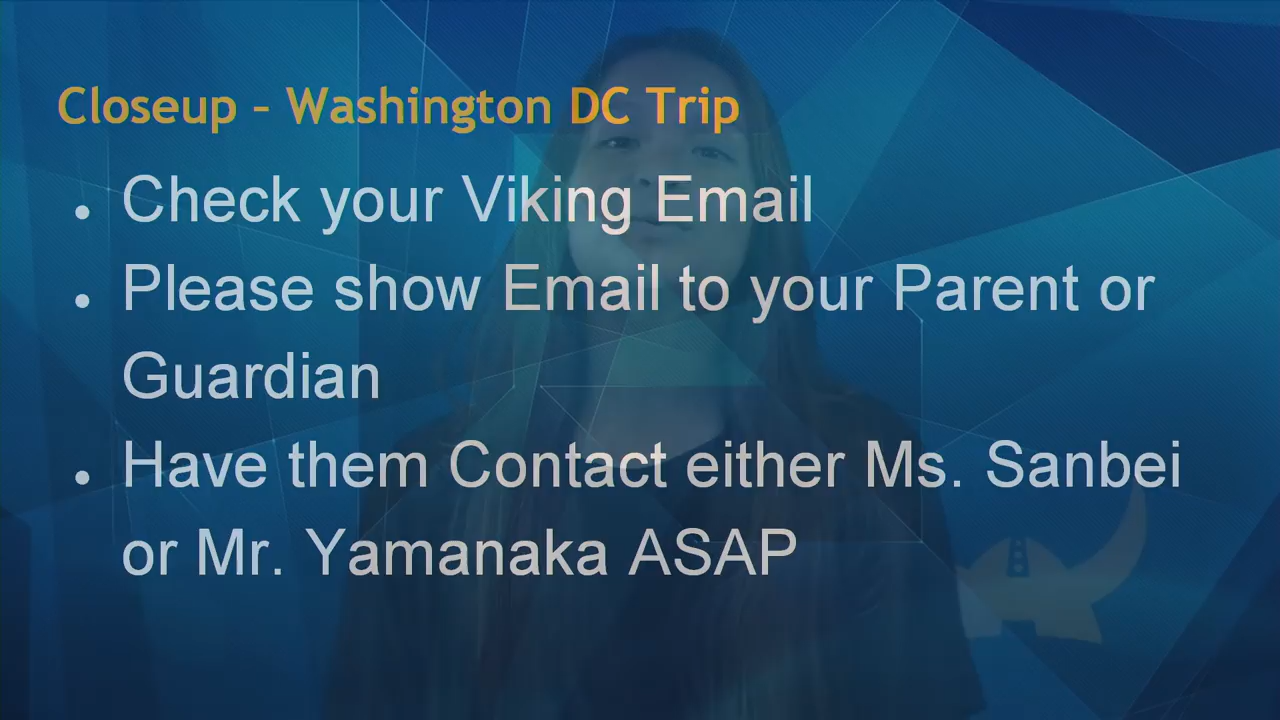 Closeup – Washington DC Trip
• Check your Viking Email
• Please show Email to your Parent or
Guardian
• Have them Contact either Ms. Sanbei
or Mr. Yamanaka ASAP